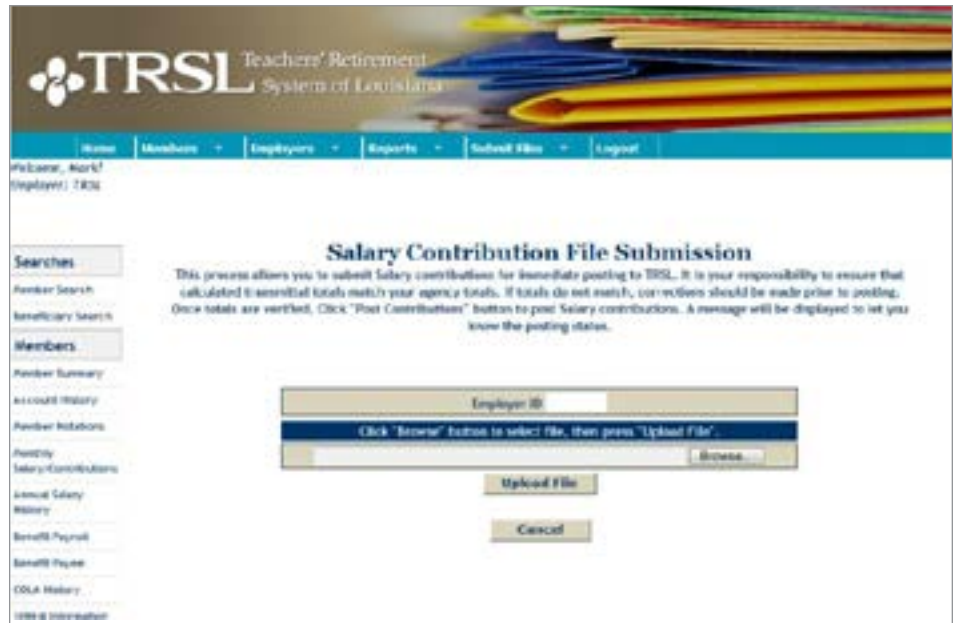 TRSL Teachers' Retirement
System of Louisiana
Home Members Employers Reports Submit Files Logout
Welcome, Mark!
Employer:
Salary Contribution File Submission
This process allows you to submit Salary contributions for immediate posting to TRSL. It is your responsibility to ensure that
calculated transmittal totals match your agency totals. If totals do not match, corrections should be made prior to posting.
Once totals are verified, Click "Post Contributions" button to post Salary contributions. A message will be displayed to let you
know the posting status.
Searches
Member Search
Beneficiary Search
Members
Member Summary
Account History
Member Notations
Monthly
Salary/Contributions
Annual Salary
History
Benefit Payroll
Benefit Payee
COLA History
1099-R Information
Employer ID
Click "Browse" button to select file, then press "Upload File".
Browse...
Upload File
Cancel